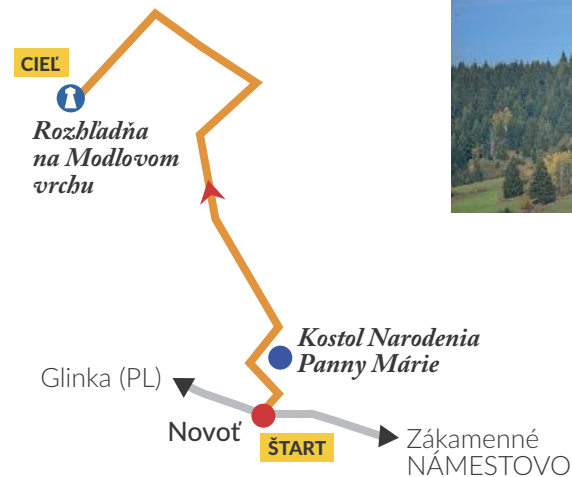 CIEĽ
Rozhľadňa
na Modlovom
vrchu
Kostol Narodenia
Panny Márie
Glinka (PL)
Novoť
ŠTART
Zákamenné
NÁMESTOVO